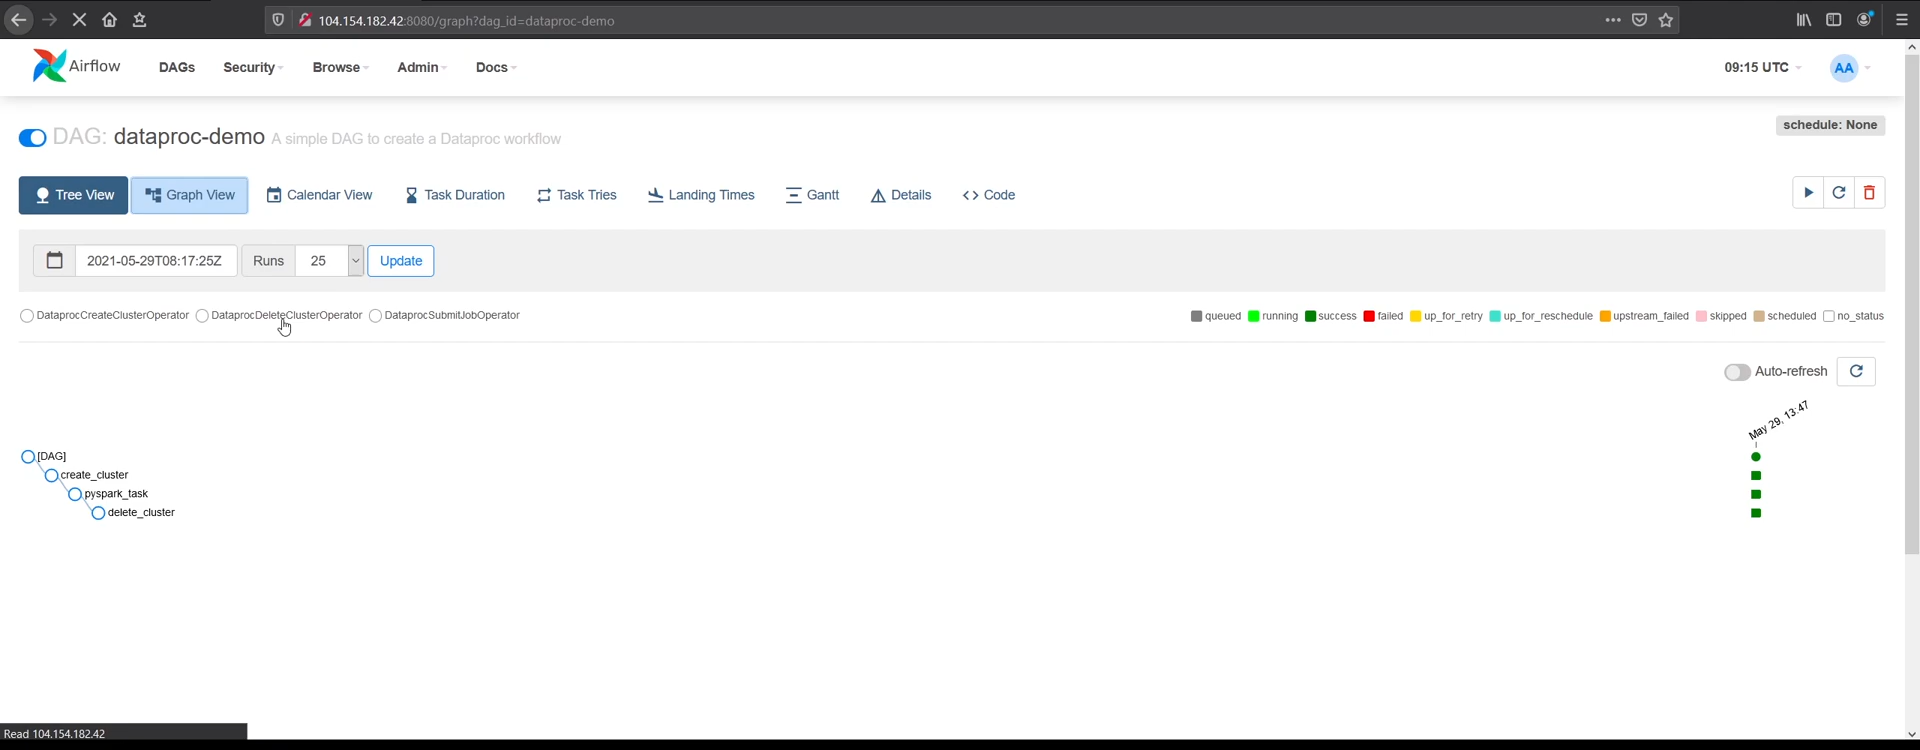 104.154.182.42:8080/graph?dag_id=dataproc-demo
Airflow DAGs Security Browse Admin Docs 09:15 UTC AA
schedule: None
DAG: dataproc-demo A simple DAG to create a Dataproc workflow
Tree View Graph View Calendar View Task Duration Task Tries Landing Times Gantt Details <> Code
2021-05-29T08:17:25Z Runs 25 Update
DataprocCreateClusterOperator DataprocDeleteClusterOperator DataprocSubmitJobOperator queued running success failed up_for_retry up_for_reschedule upstream_failed skipped scheduled no_status
Auto-refresh
May 29, 13:47
[DAG]
create_cluster
pyspark_task
delete_cluster
Read 104.154.182.42